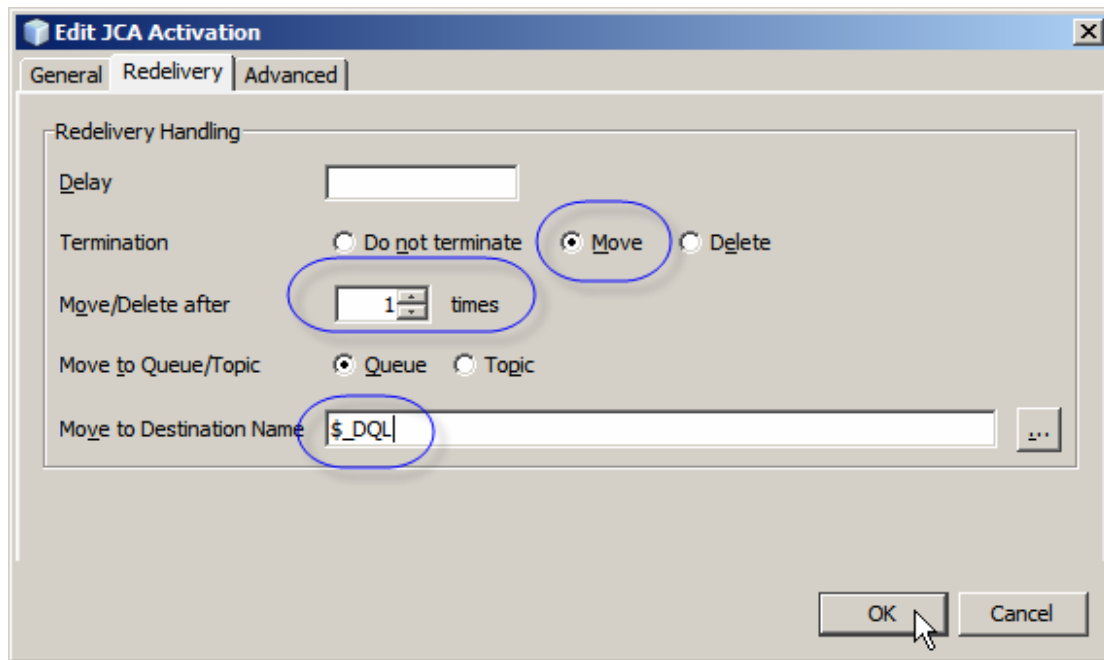 Edit JCA Activation
General Redelivery Advanced
Redelivery Handling
Delay
Termination Do not terminate Move Delete
Move/Delete after 1 times
Move to Queue/Topic Queue Topic
Move to Destination Name $_DQL ...
OK Cancel